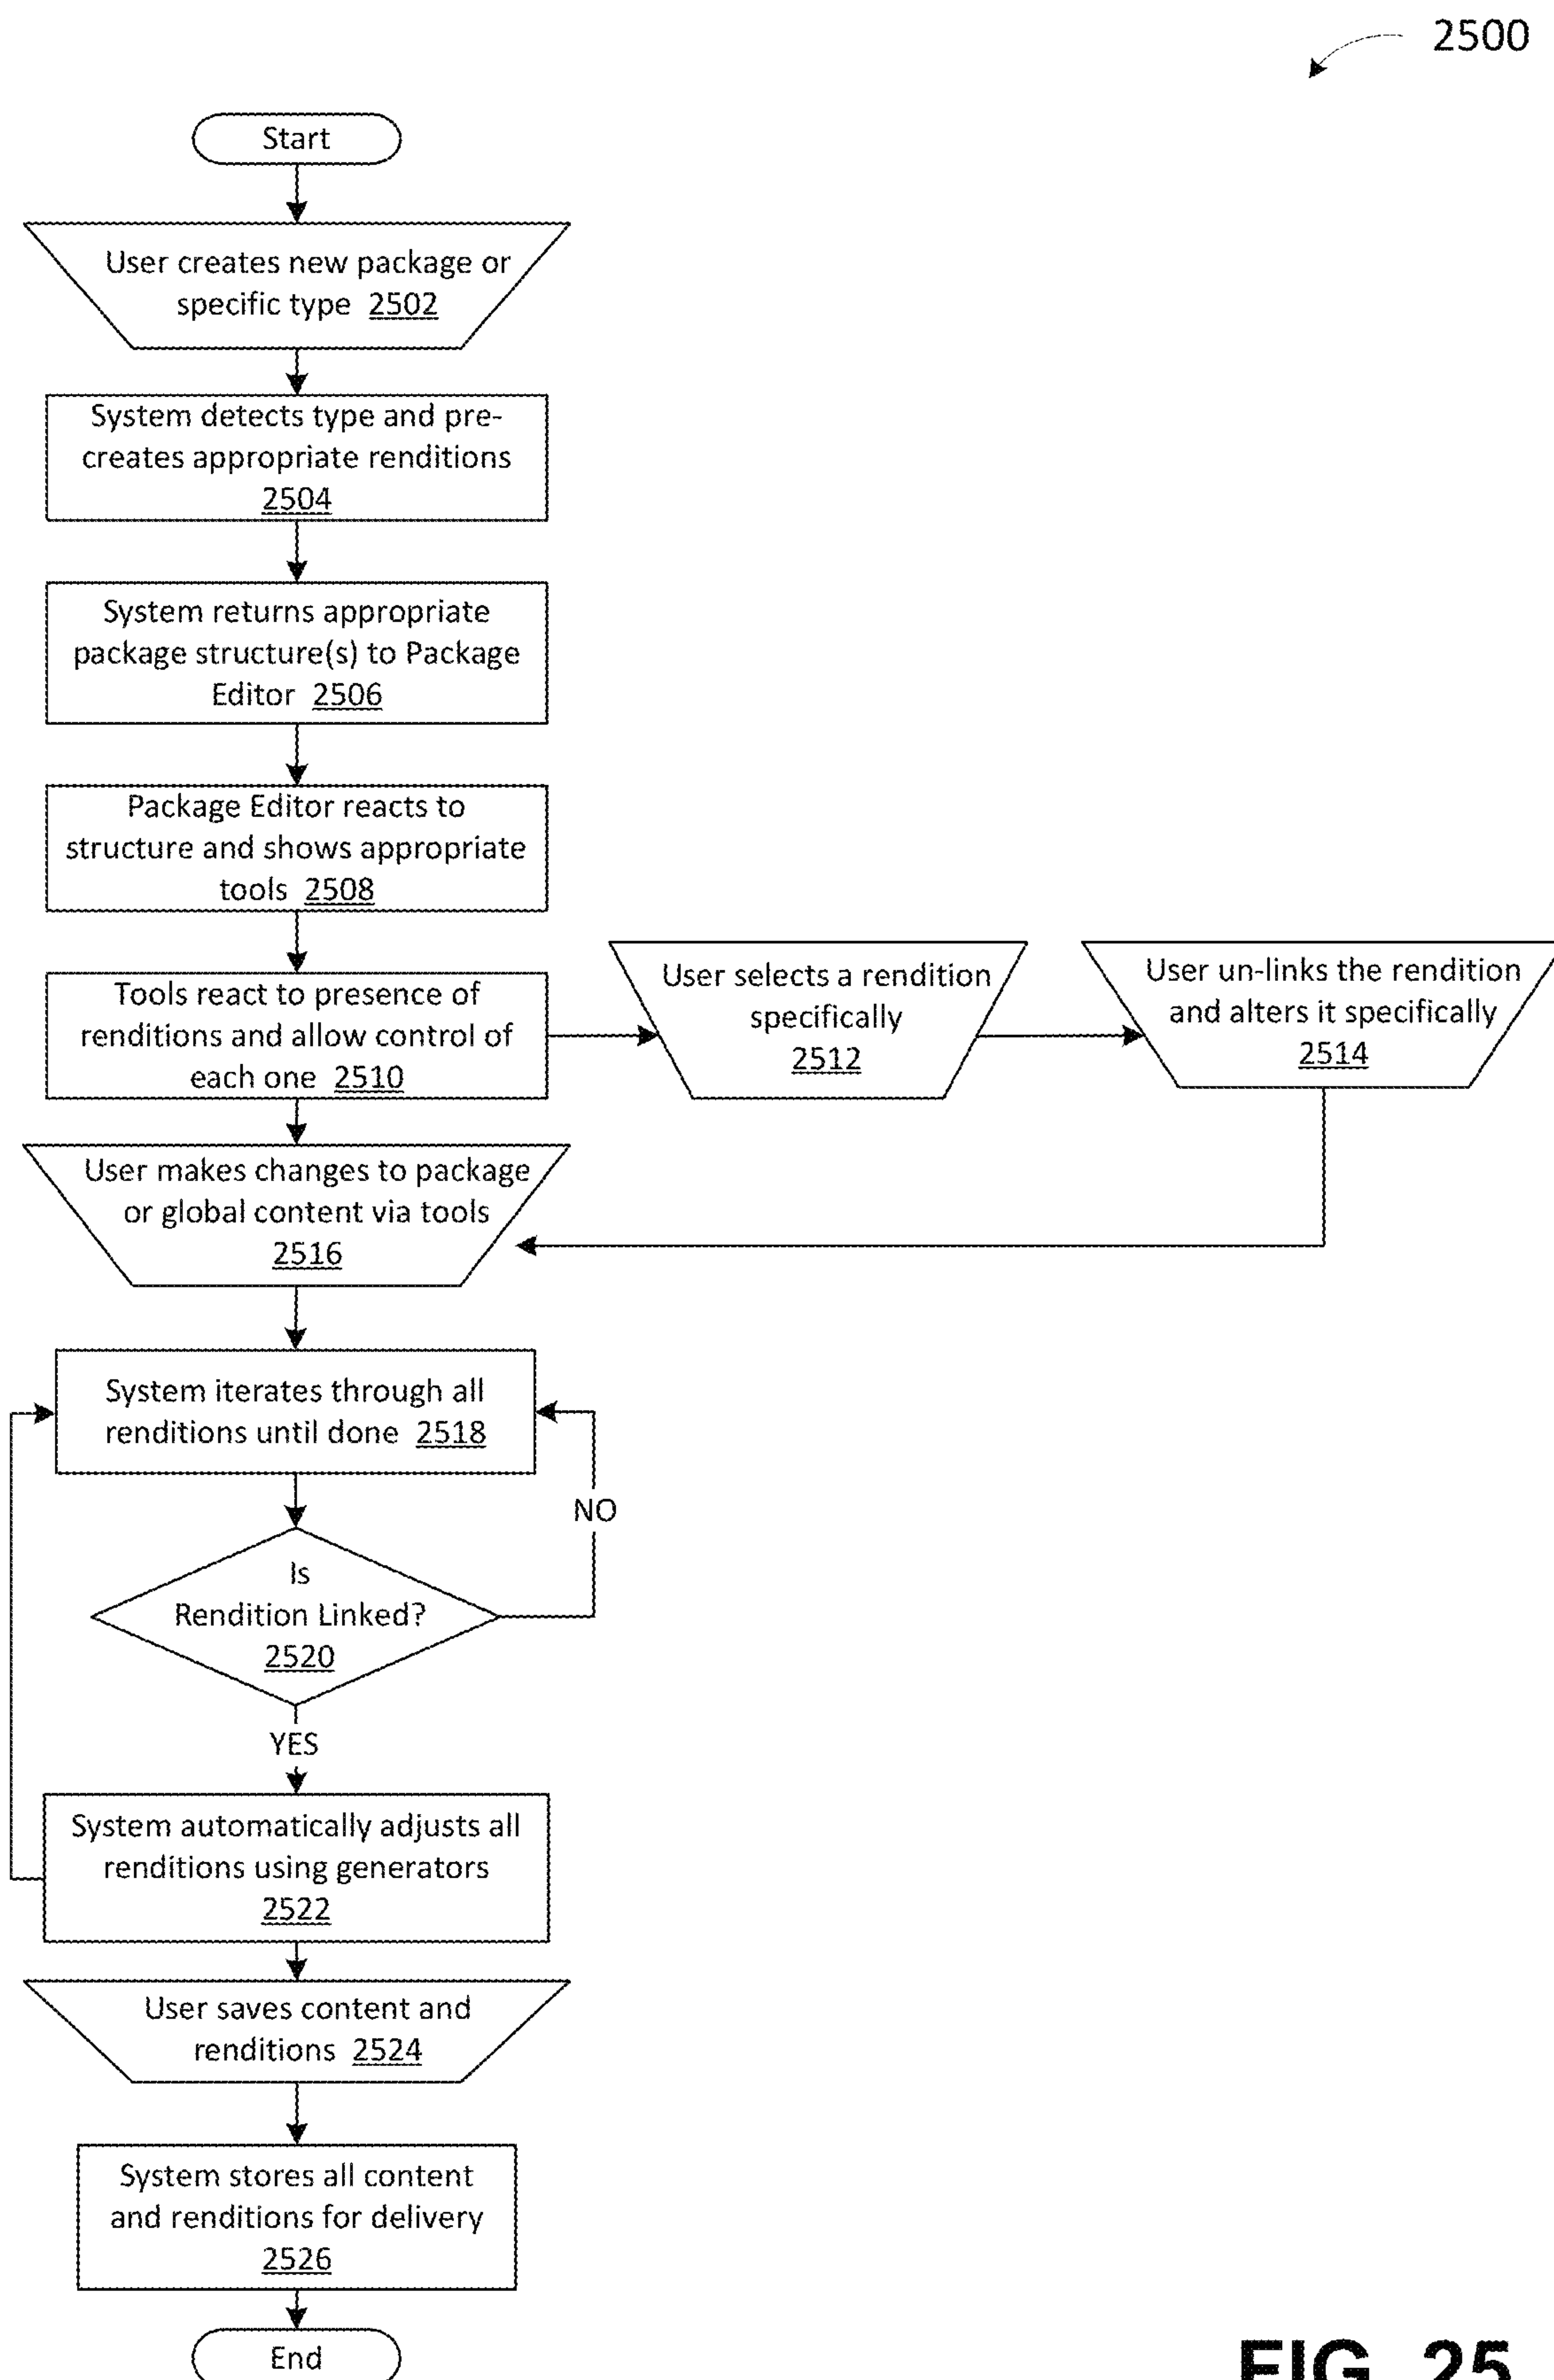 2500
Start
User creates new package or
specific type 2502
System detects type and pre-
creates appropriate renditions
2504
System returns appropriate
package structure(s) to Package
Editor 2506
Package Editor reacts to
structure and shows appropriate
tools 2508
Tools react to presence of
renditions and allow control of
each one 2510
User selects a rendition
specifically
2512
User un-links the rendition
and alters it specifically
2514
User makes changes to package
or global content via tools
2516
System iterates through all
renditions until done 2518
NO
Is
Rendition Linked?
2520
YES
System automatically adjusts all
renditions using generators
2522
User saves content and
renditions 2524
System stores all content
and renditions for delivery
2526
End
FIG. 25